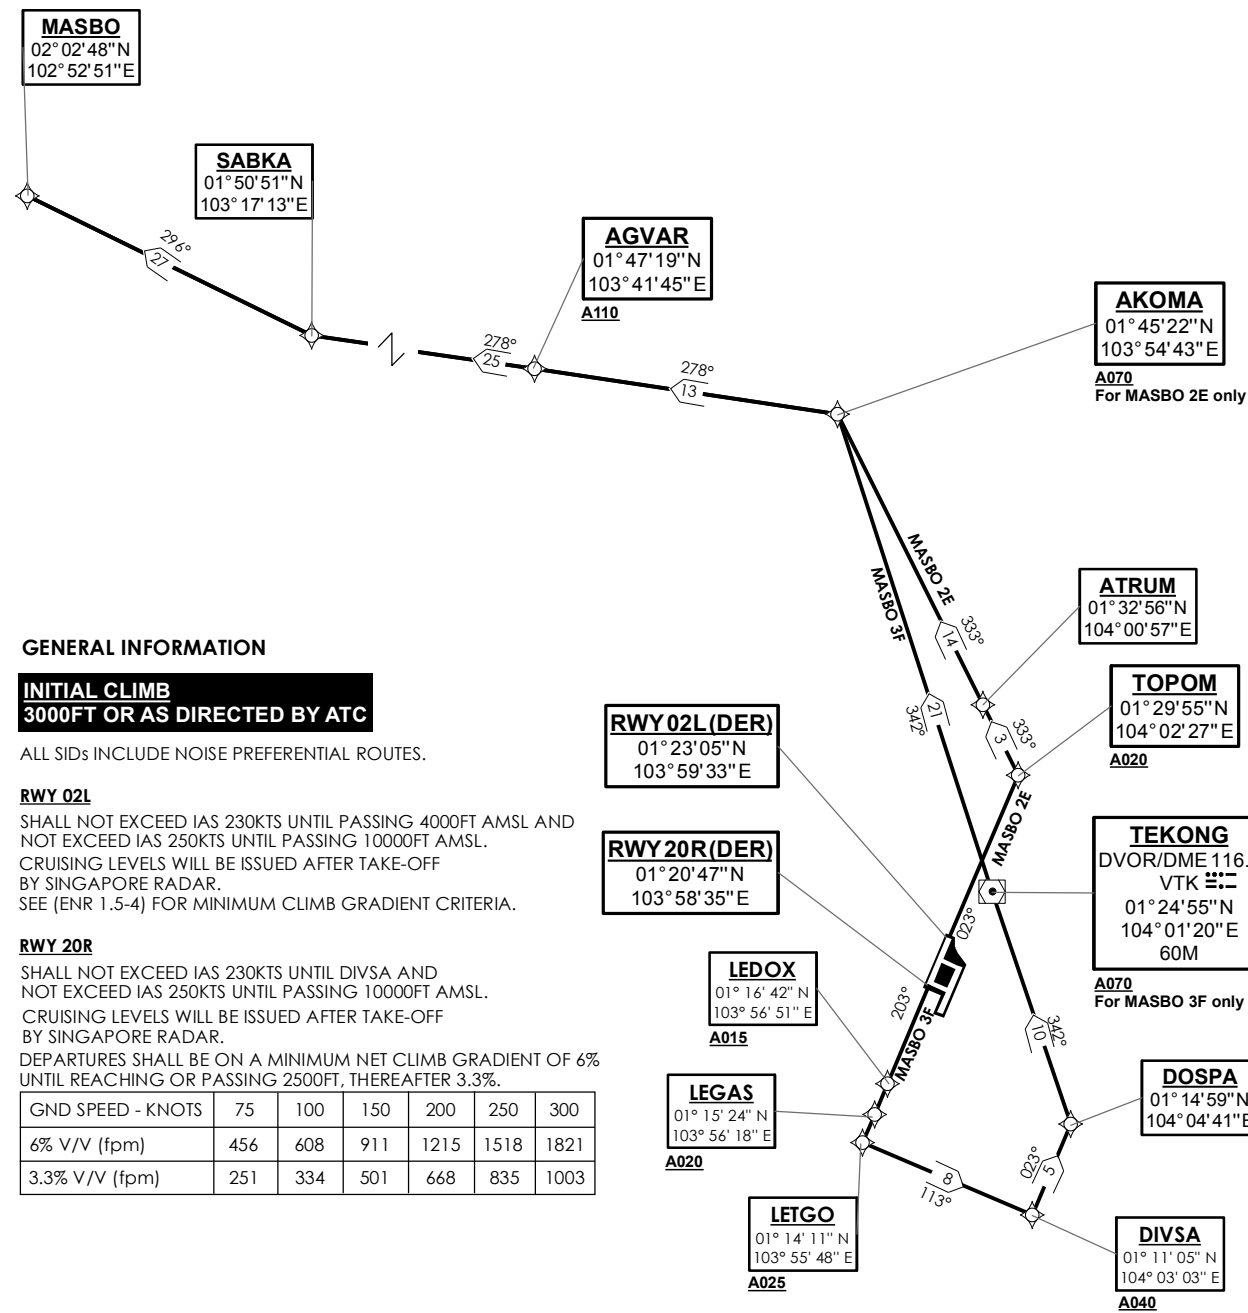 MASBO
02°02'48"N
102°52'51"E
SABKA
01°50'51"N
103°17'13"E
AGVAR
01°47'19"N
103°41'45"E
A110
AKOMA
01°45'22"N
103°54'43"E
A070
For MASBO 2E only
296°
27
278°
25
278°
13
MASBO 2E
MASBO 3F
ATRUM
01°32'56"N
104°00'57"E
333°
14
21
342°
333°
3
TOPOM
01°29'55"N
104°02'27"E
A020
GENERAL INFORMATION
INITIAL CLIMB
3000FT OR AS DIRECTED BY ATC
ALL SIDs INCLUDE NOISE PREFERENTIAL ROUTES.
RWY 02L
SHALL NOT EXCEED IAS 230KTS UNTIL PASSING 4000FT AMSL AND
NOT EXCEED IAS 250KTS UNTIL PASSING 10000FT AMSL.
CRUISING LEVELS WILL BE ISSUED AFTER TAKE-OFF
BY SINGAPORE RADAR.
SEE (ENR 1.5-4) FOR MINIMUM CLIMB GRADIENT CRITERIA.
RWY 20R
SHALL NOT EXCEED IAS 230KTS UNTIL DIVSA AND
NOT EXCEED IAS 250KTS UNTIL PASSING 10000FT AMSL.
CRUISING LEVELS WILL BE ISSUED AFTER TAKE-OFF
BY SINGAPORE RADAR.
DEPARTURES SHALL BE ON A MINIMUM NET CLIMB GRADIENT OF 6%
UNTIL REACHING OR PASSING 2500FT, THEREAFTER 3.3%.
GND SPEED - KNOTS 75 100 150 200 250 300
6% V/V (fpm) 456 608 911 1215 1518 1821
3.3% V/V (fpm) 251 334 501 668 835 1003
RWY 02L(DER)
01°23'05"N
103°59'33"E
RWY 20R(DER)
01°20'47"N
103°58'35"E
MASBO 2E
023°
TEKONG
DVOR/DME 116.
VTK
01°24'55"N
104°01'20"E
60M
A070
For MASBO 3F only
LEDOX
01° 16' 42" N
103° 56' 51" E
A015
203°
MASBO 3F
342°
10
LEGAS
01° 15' 24" N
103° 56' 18" E
A020
DOSPA
01°14'59"N
104°04'41"E
023°
5
8
113°
LETGO
01° 14' 11" N
103° 55' 48" E
A025
DIVSA
01° 11' 05" N
104° 03' 03" E
A040